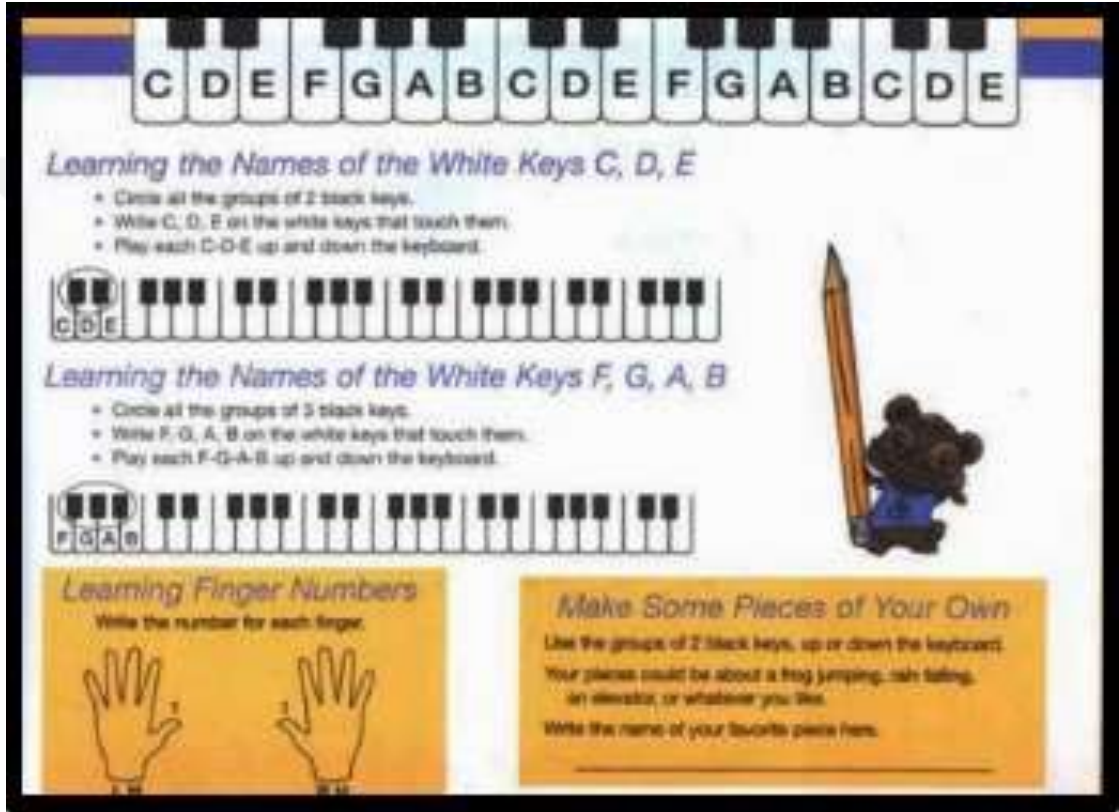 C D E F G A B C D E F G A B C D E
Learning the Names of the White Keys C, D, E
• Circle all the groups of 2 black keys.
• Write C, D, E on the white keys that touch them.
• Play each C-D-E up and down the keyboard.
C D E
Learning the Names of the White Keys F, G, A, B
• Circle all the groups of 3 black keys.
• Write F, G, A, B on the white keys that touch them.
• Play each F-G-A-B up and down the keyboard.
F G A B
Learning Finger Numbers
Write the number for each finger.
1 1
L.H. R.H.
Make Some Pieces of Your Own
Use the groups of 2 black keys, up or down the keyboard.
Your pieces could be about a frog jumping, rain falling,
an elevator, or whatever you like.
Write the name of your favorite piece here.